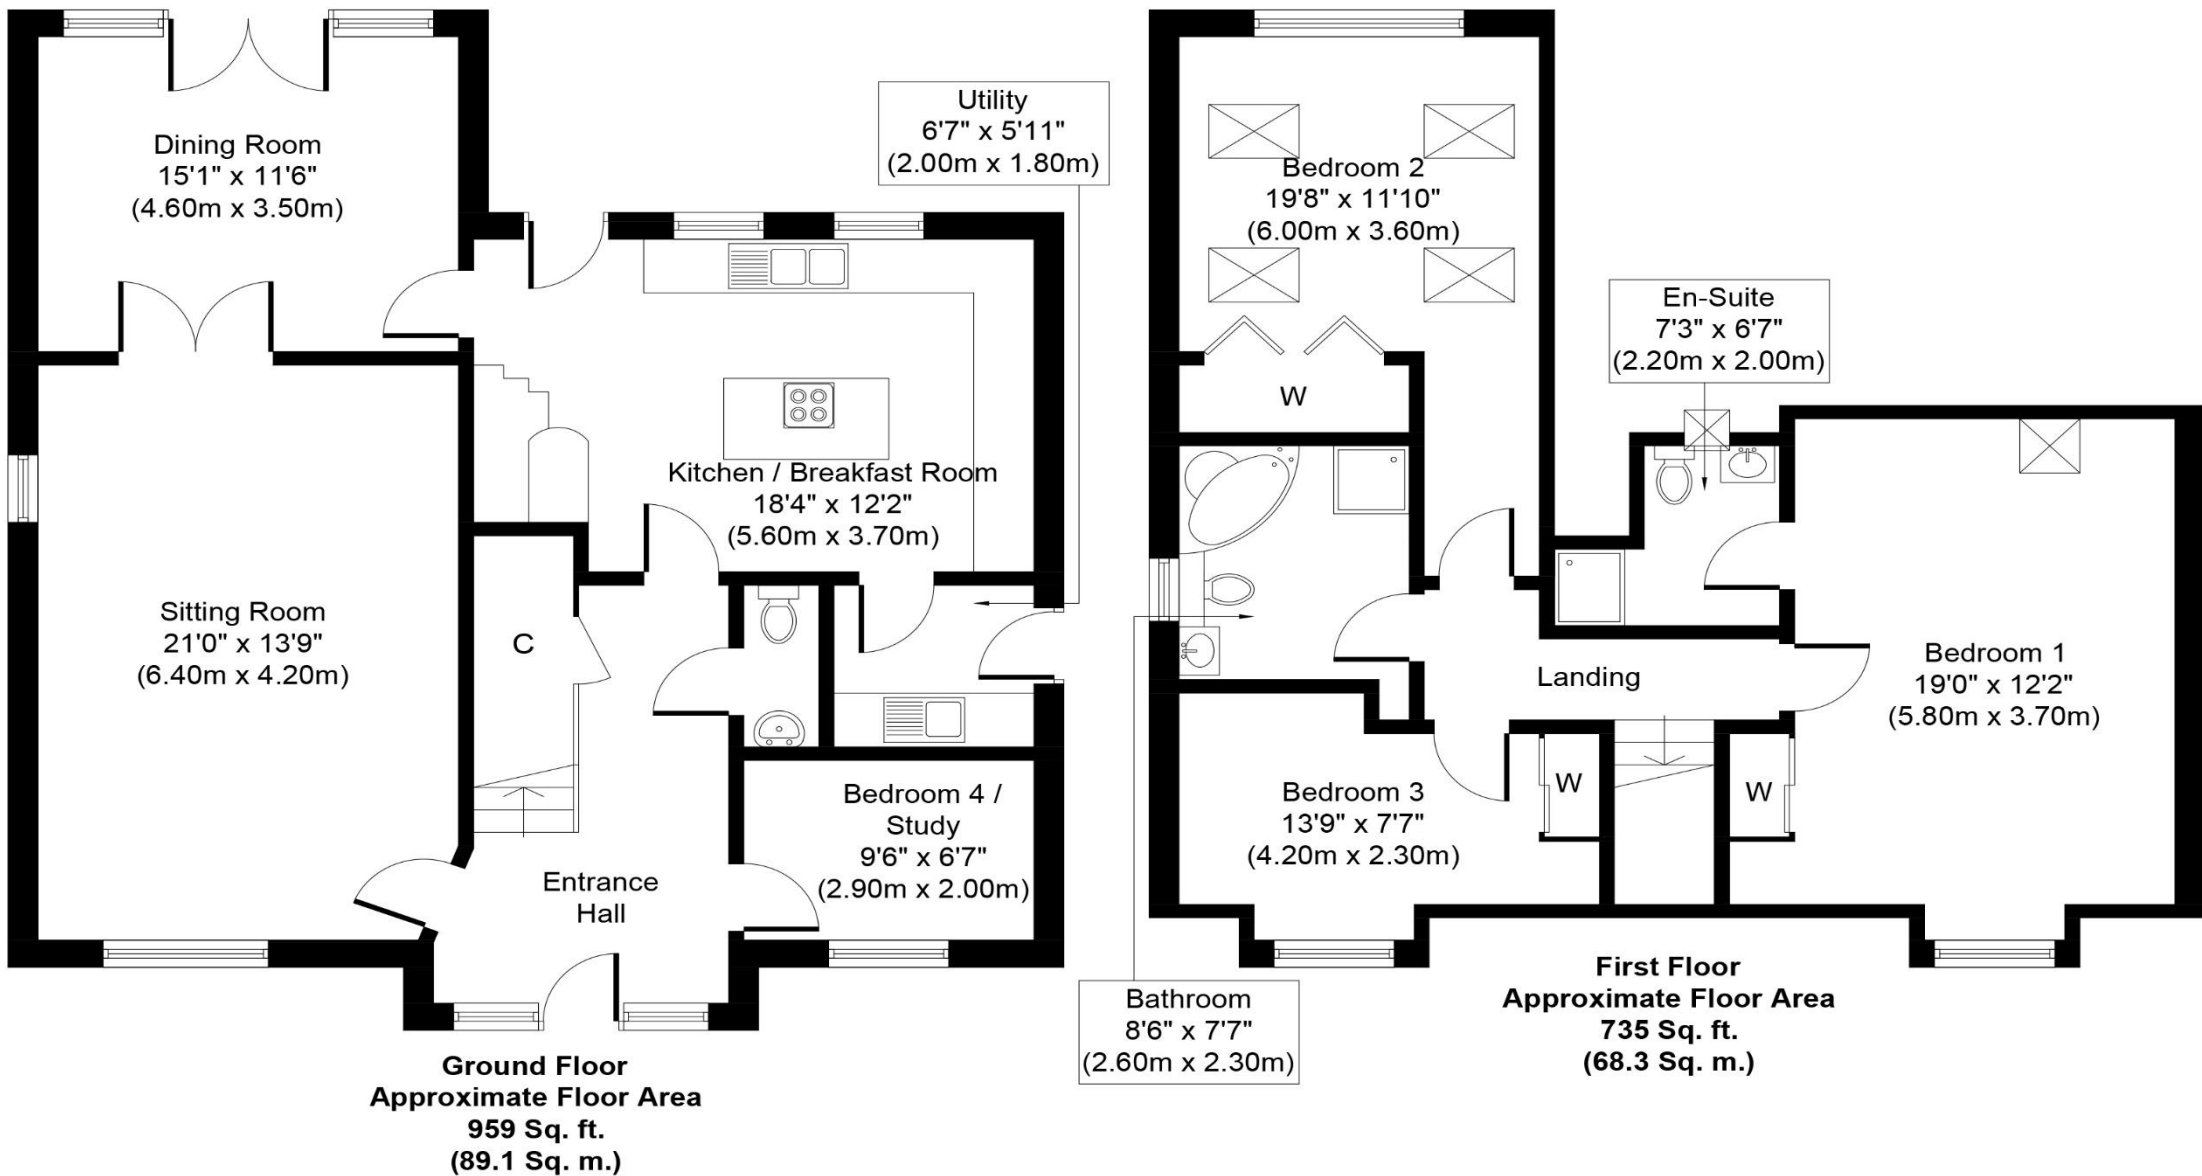 Dining Room
15'1" x 11'6"
(4.60m x 3.50m)
Utility
6'7" x 5'11"
(2.00m x 1.80m)
Kitchen / Breakfast Room
18'4" x 12'2"
(5.60m x 3.70m)
Sitting Room
21'0" x 13'9"
(6.40m x 4.20m)
C
Bedroom 4 /
Study
9'6" x 6'7"
(2.90m x 2.00m)
Entrance
Hall
Ground Floor
Approximate Floor Area
959 Sq. ft.
(89.1 Sq. m.)
Bedroom 2
19'8" x 11'10"
(6.00m x 3.60m)
W
En-Suite
7'3" x 6'7"
(2.20m x 2.00m)
Landing
Bedroom 1
19'0" x 12'2"
(5.80m x 3.70m)
Bedroom 3
13'9" x 7'7"
(4.20m x 2.30m)
W
W
Bathroom
8'6" x 7'7"
(2.60m x 2.30m)
First Floor
Approximate Floor Area
735 Sq. ft.
(68.3 Sq. m.)